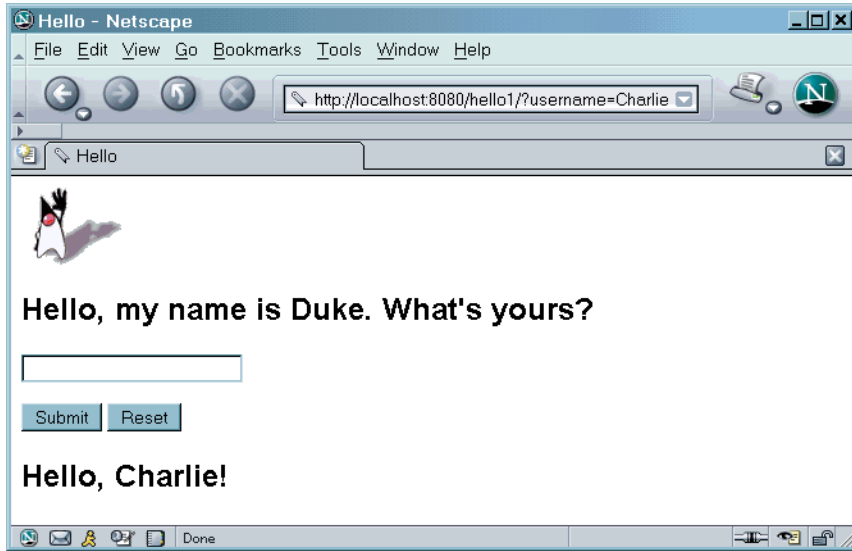 Hello - Netscape
File Edit View Go Bookmarks Tools Window Help
http://localhost:8080/hello1/?username=Charlie
N
Hello
Hello, my name is Duke. What's yours?
Submit Reset
Hello, Charlie!
Done